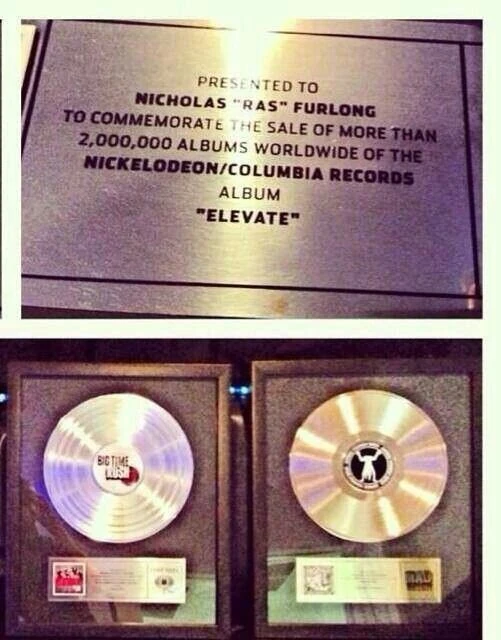 PRESENTED TO
NICHOLAS "RAS" FURLONG
TO COMMEMORATE THE SALE OF MORE THAN
2,000,000 ALBUMS WORLDWIDE OF THE
NICKELODEON/COLUMBIA RECORDS
ALBUM
"ELEVATE"
BIG TIME
RUSH